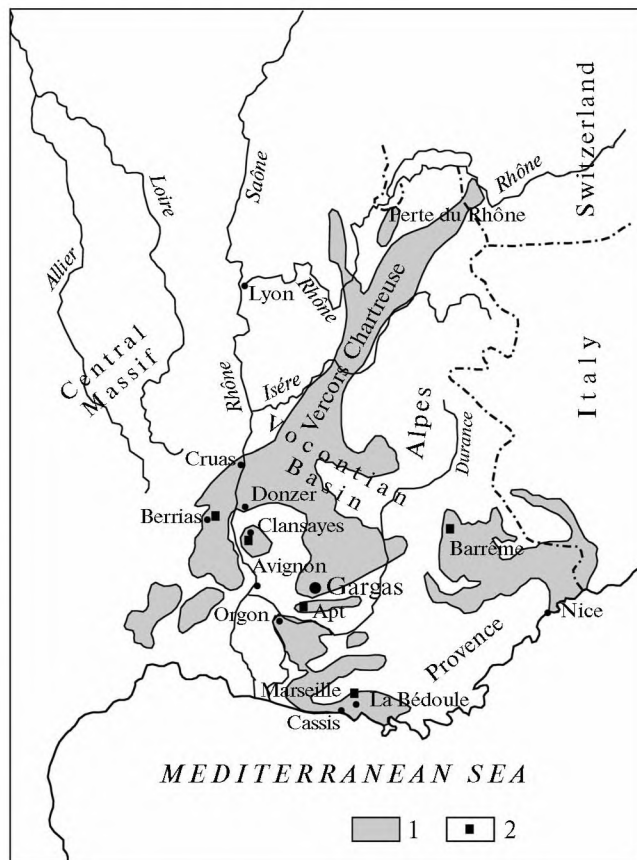 Switzerland
Rhône
Perte du Rhône
Saône
Loire
Allier
Lyon
Rhône
Vercors Chartreuse
Central
Massif
Rhône
Isére
Italy
Alpes
Durance
Vocontian
Basin
Cruas
Donzer
Berrias
Clansayes
Barrême
Avignon
Gargas
Apt
Orgon
Nice
Provence
Marseille
La Bédoule
Cassis
MEDITERRANEAN SEA
1
2